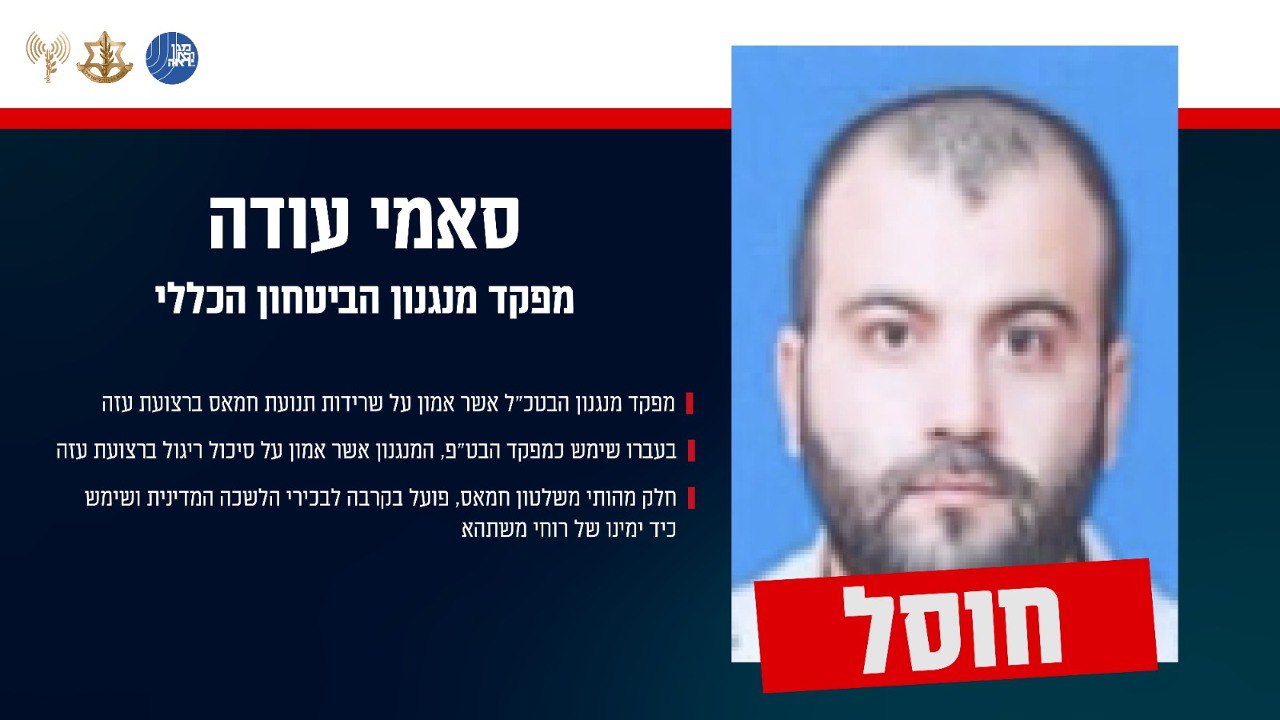 סאמי עודה
מפקד מנגנון הביטחון הכללי
מפקד מנגנון הבטכ"ל אשר אמון על שרידות תנועת חמאס ברצועת עזה
בעברו שימש כמפקד הבט"פ, המנגנון אשר אמון על סיכול ריגול ברצועת עזה
חלק מהותי משלטון חמאס, פועל בקרבה לבכירי הלשכה המדינית ושימש
כיד ימינו של רוחי משתהא
חוסל